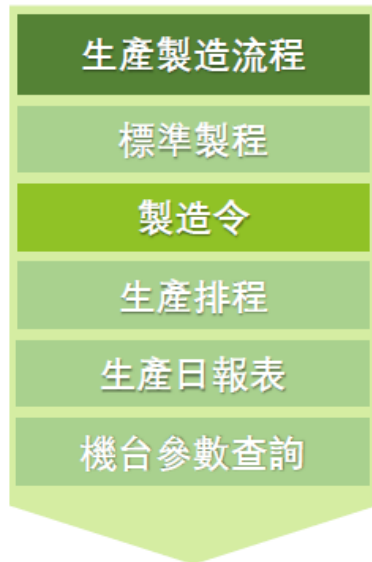 生產製造流程
標準製程
製造令
生產排程
生產日報表
機台參數查詢